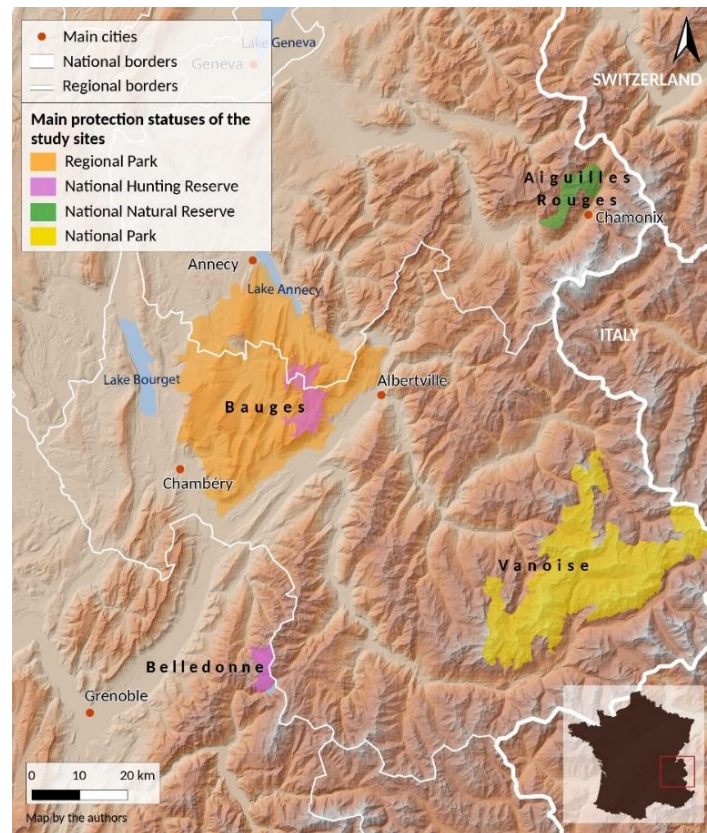 Main cities
National borders
Regional borders
Main protection statuses of the
study sites
Regional Park
National Hunting Reserve
National Natural Reserve
National Park
Lake Geneva
Geneva
SWITZERLAND
Aiguilles
Rouges
Chamonix
Annecy
Lake Annecy
ITALY
Lake Bourget
Albertville
Bauges
Chambéry
Vanoise
Belledonne
Grenoble
0 10 20 km
Map by the authors